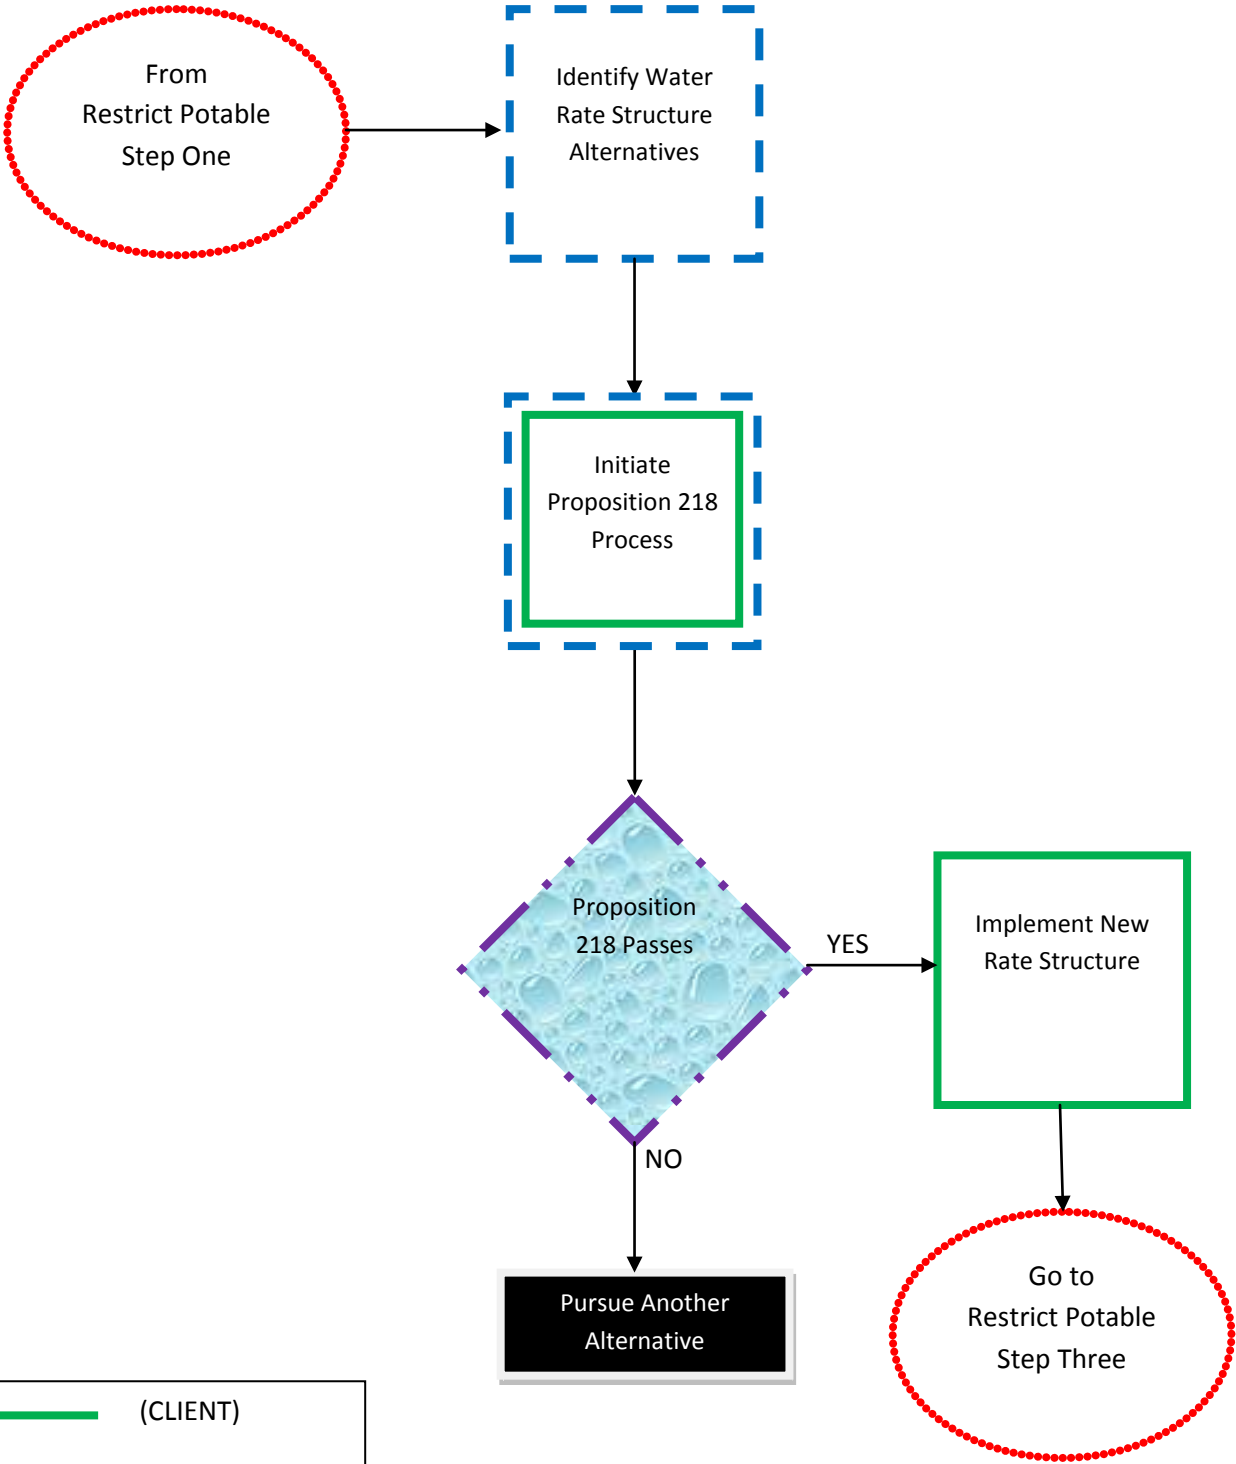 From
Restrict Potable
Step One
Identify Water
Rate Structure
Alternatives
Initiate
Proposition 218
Process
Proposition
218 Passes
YES
Implement New
Rate Structure
NO
Pursue Another
Alternative
Go to
Restrict Potable
Step Three
(CLIENT)